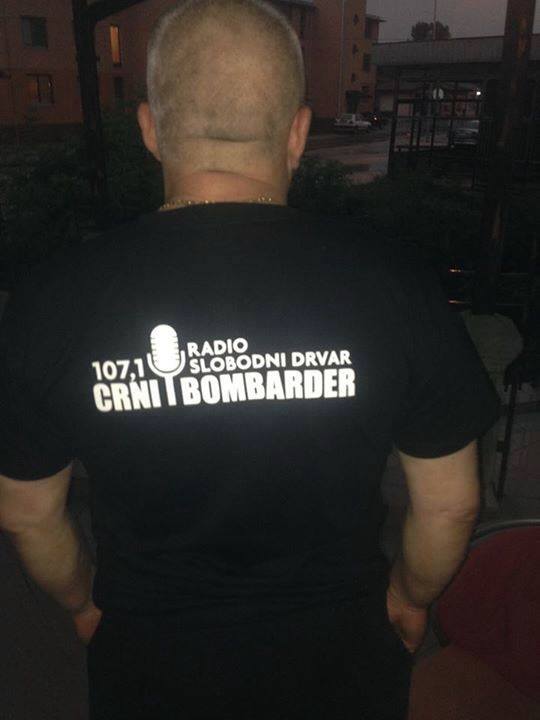 RADIO
107,1 SLOBODNI DRVAR
CRNI BOMBARDER